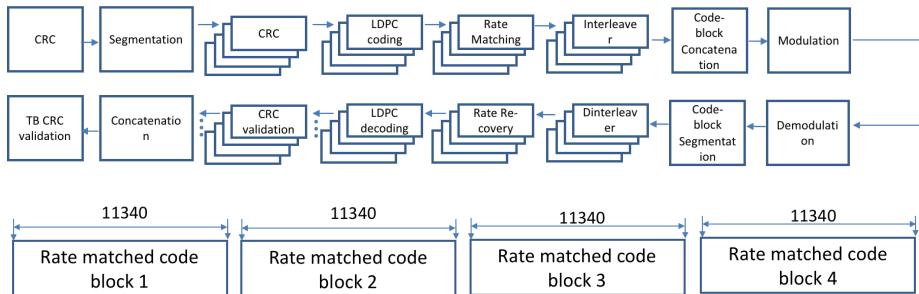 CRC
Segmentation
CRC
LDPC
coding
Rate
Matching
Interleave
r
Code-
block
Concatena
tion
Modulation
TB CRC
validation
Concatenatio
n
CRC
validation
LDPC
decoding
Rate Re-
covery
Dinterleav
er
Code-
block
Segmentat
ion
Demodulati
on
11340
11340
11340
11340
Rate matched code
block 1
Rate matched code
block 2
Rate matched code
block 3
Rate matched code
block 4